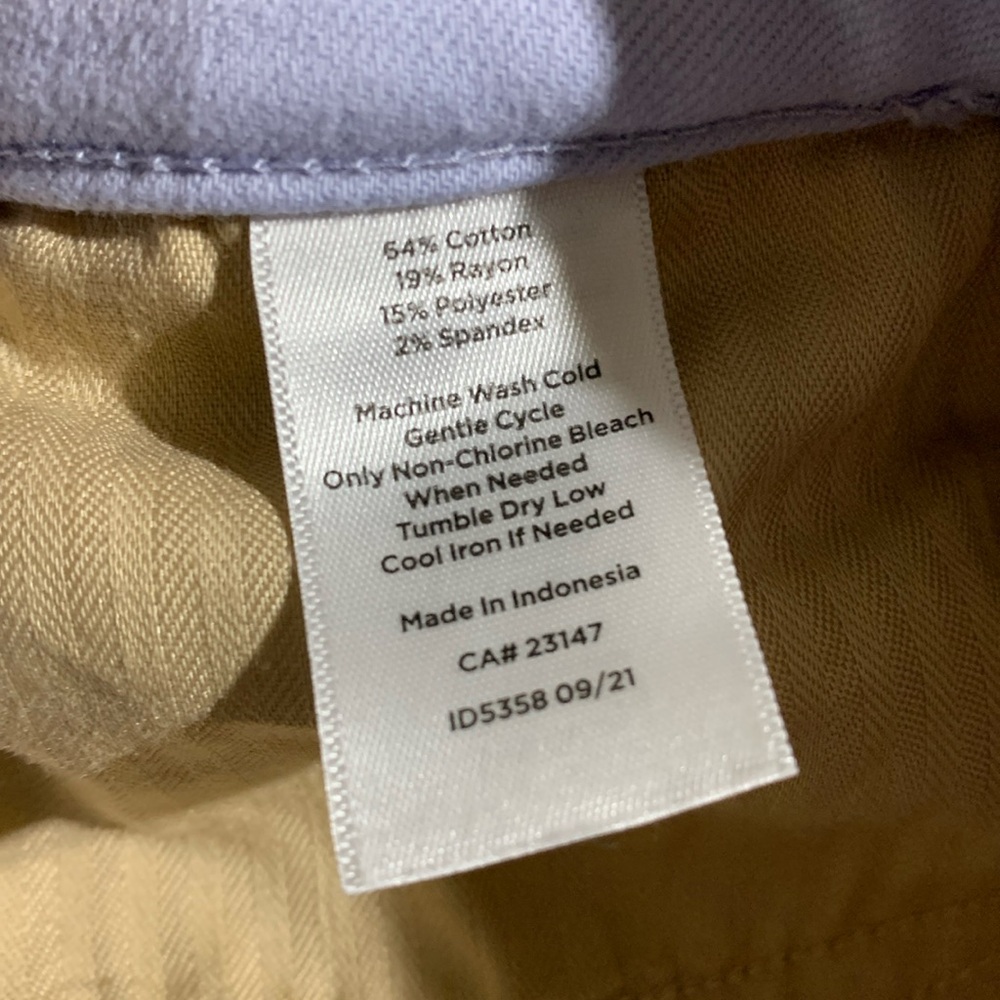 64% Cotton
19% Rayon
15% Polyester
2% Spandex
Machine Wash Cold
Gentle Cycle
Only Non-Chlorine Bleach
When Needed
Tumble Dry Low
Cool Iron If Needed
Made In Indonesia
CA# 23147
ID5358 09/21